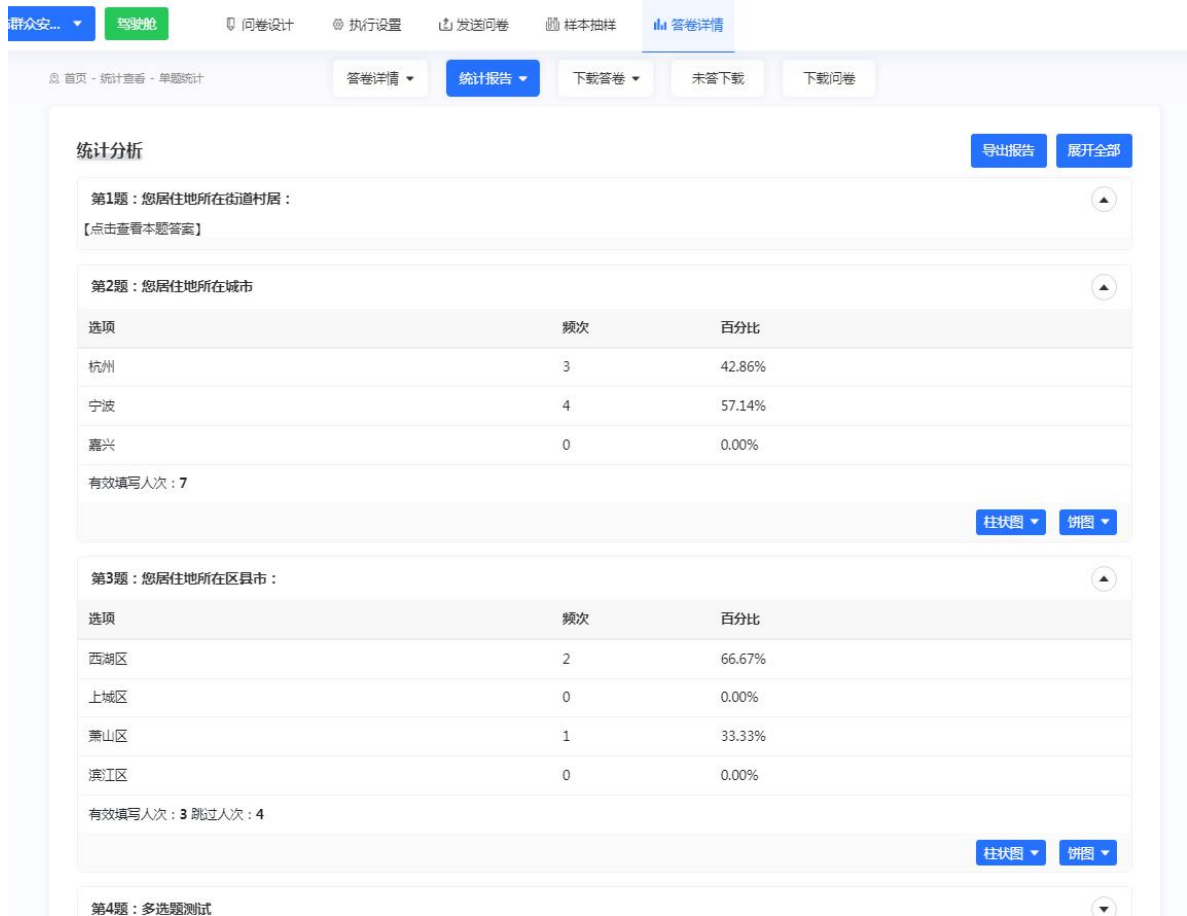 群众安...
驾驶舱
问卷设计
执行设置
发送问卷
样本抽样
答卷详情
首页 - 统计查看 - 单题统计
答卷详情
统计报告
下载答卷
未答下载
下载问卷
统计分析
导出报告
展开全部
第1题：您居住地所在街道村居：
【点击查看本题答案】
第2题：您居住地所在城市
选项 频次 百分比
杭州 3 42.86%
宁波 4 57.14%
嘉兴 0 0.00%
有效填写人次：7
柱状图 饼图
第3题：您居住地所在区县市：
选项 频次 百分比
西湖区 2 66.67%
上城区 0 0.00%
萧山区 1 33.33%
滨江区 0 0.00%
有效填写人次：3 跳过人次：4
柱状图 饼图
第4题：多选题测试